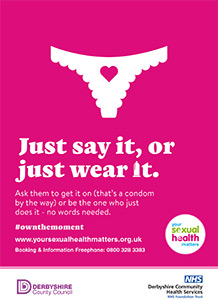 Just say it, or
just wear it.
Ask them to get it on (that's a condom
by the way) or be the one who just
does it - no words needed.
#ownthemoment
www.yoursexualhealthmatters.org.uk
Booking & Information Freephone: 0800 328 3383
your
sexual
health
matters
DERBYSHIRE
County Council
NHS
Derbyshire Community
Health Services
NHS Foundation Trust